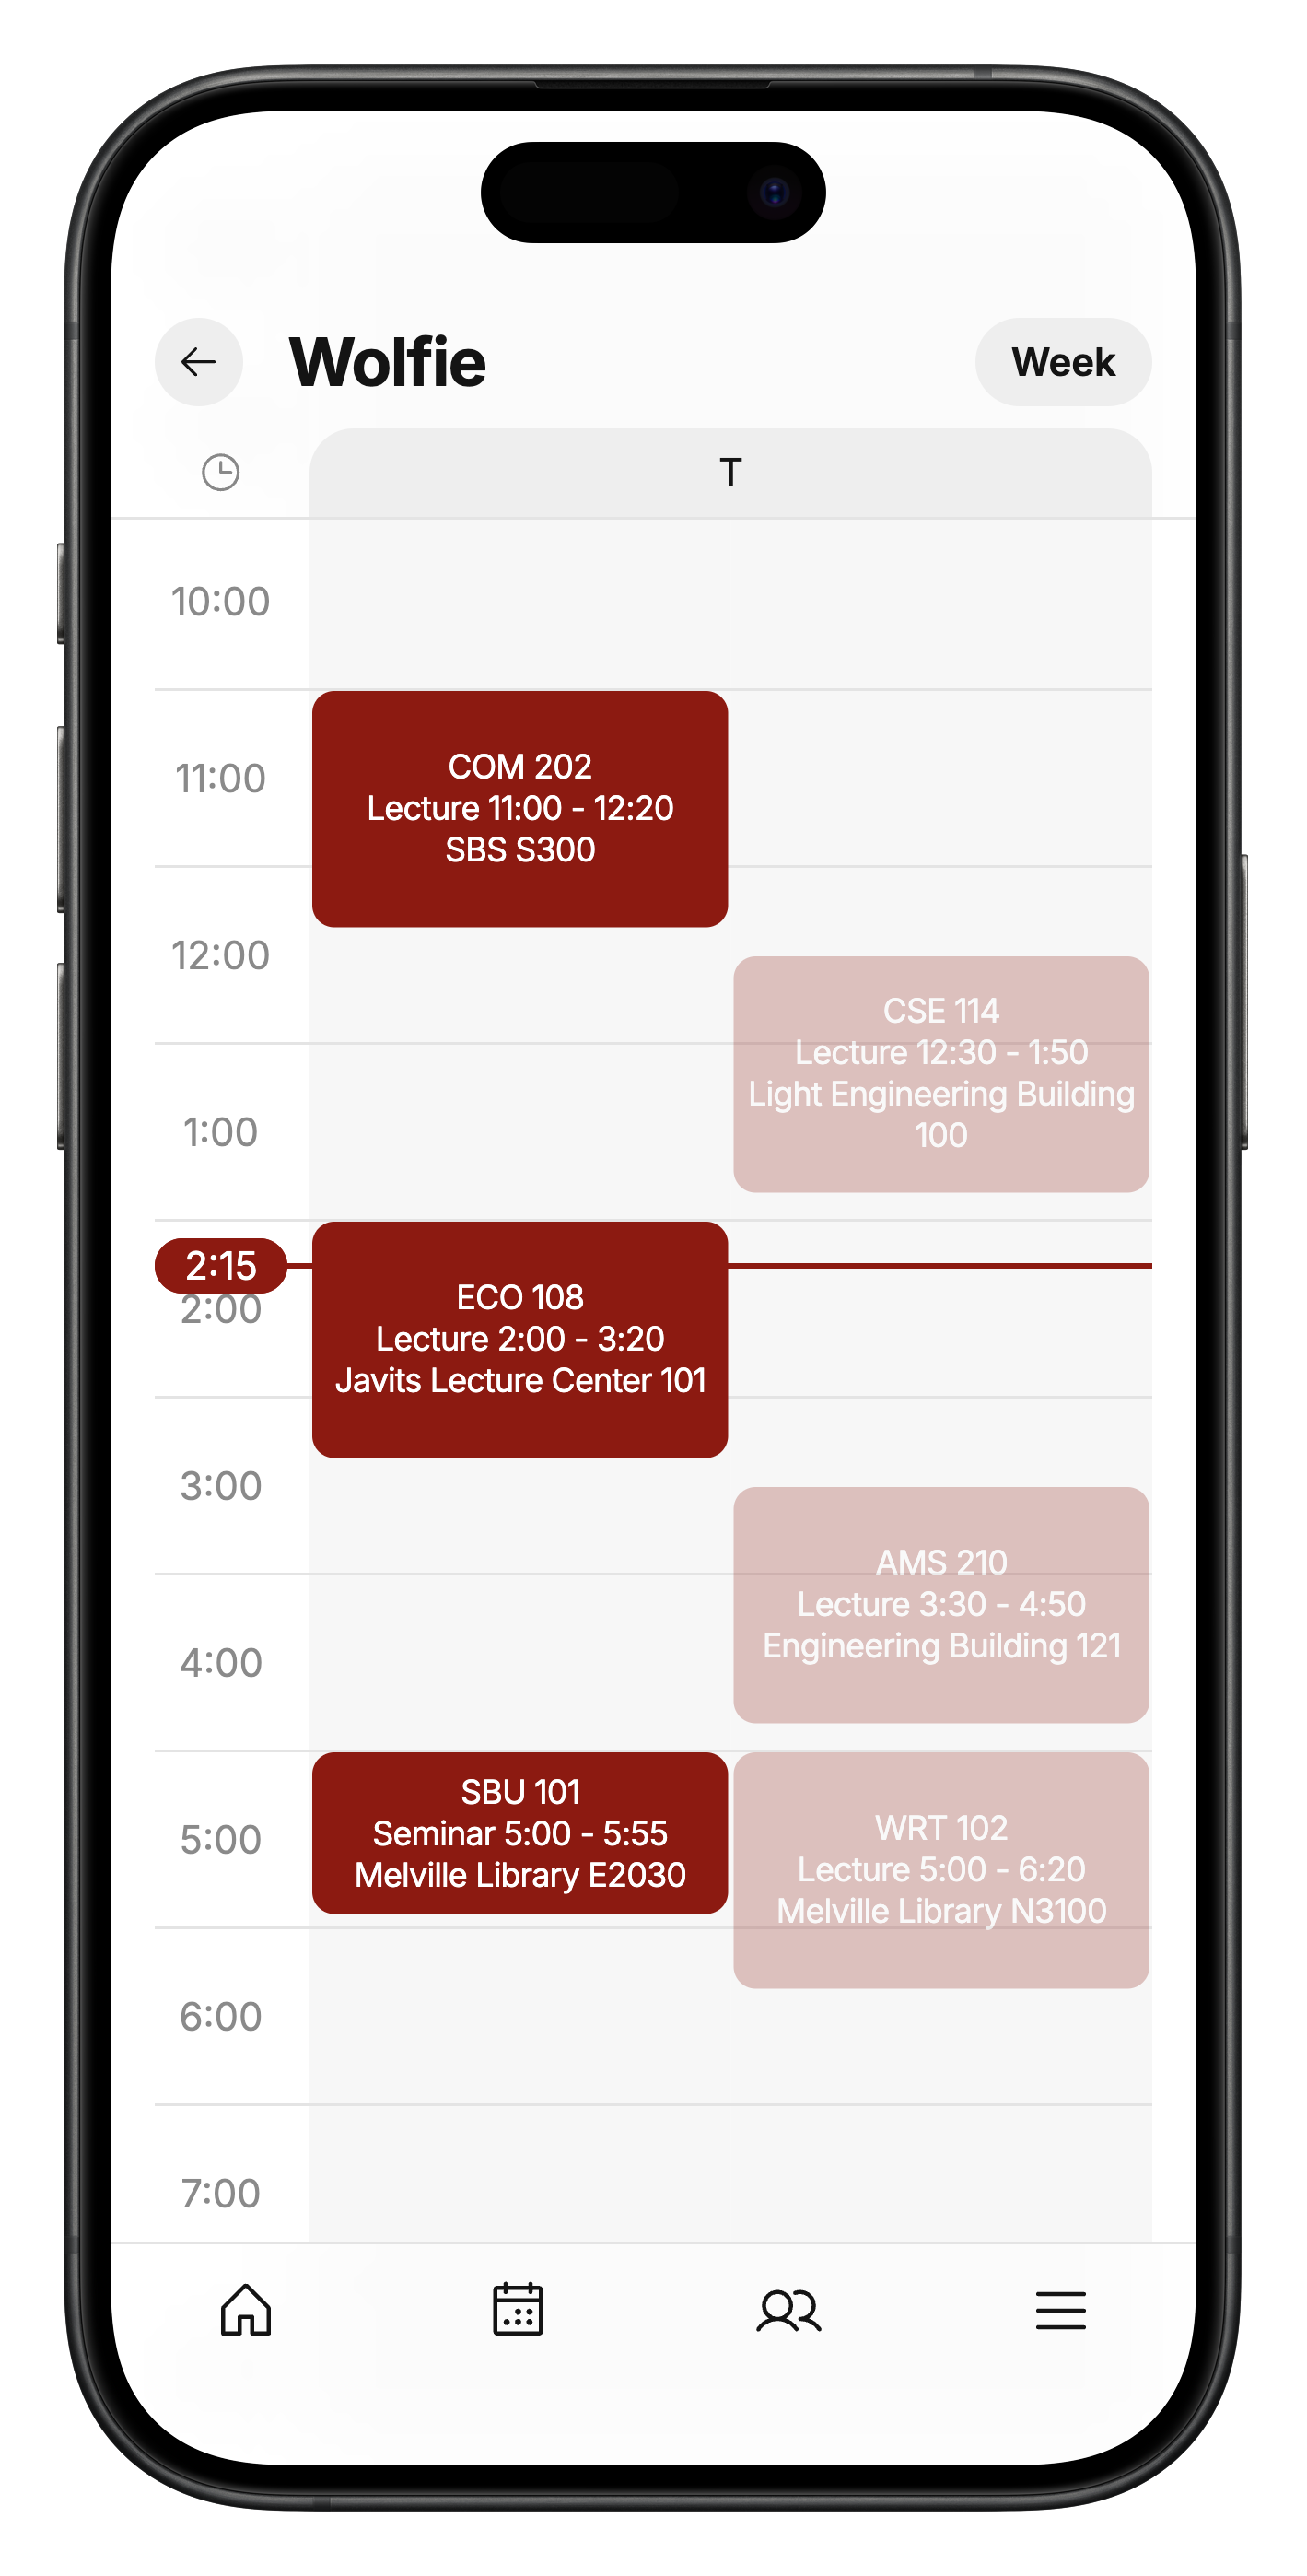 Wolfie
Week
T
10:00
11:00
COM 202
Lecture 11:00 - 12:20
SBS S300
12:00
CSE 114
Lecture 12:30 - 1:50
Light Engineering Building
100
1:00
2:15
2:00
ECO 108
Lecture 2:00 - 3:20
Javits Lecture Center 101
3:00
AMS 210
Lecture 3:30 - 4:50
Engineering Building 121
4:00
SBU 101
Seminar 5:00 - 5:55
Melville Library E2030
5:00
WRT 102
Lecture 5:00 - 6:20
Melville Library N3100
6:00
7:00